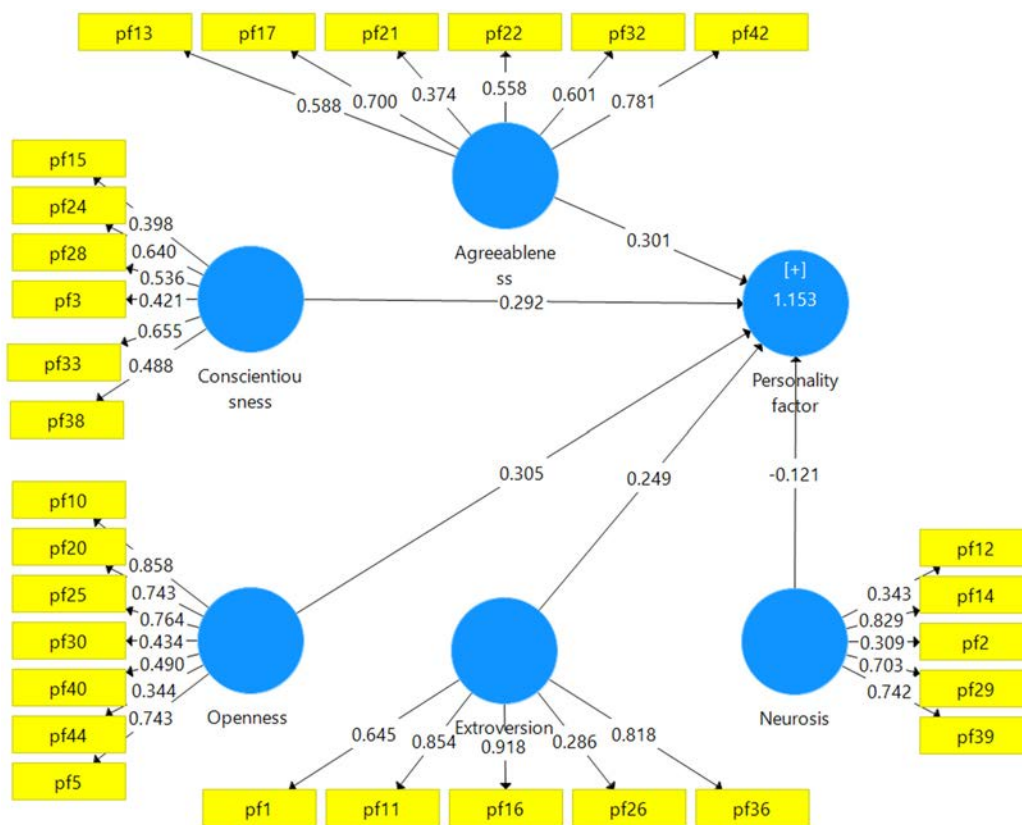 pf13 pf17 pf21 pf22 pf32 pf42
0.588 0.700 0.374 0.558 0.601 0.781
Agreeablene
ss
0.301
pf15
pf24
pf28
pf3
pf33
pf38
0.398
0.640
0.536
0.421
0.655
0.488
Conscientiou
sness
0.292
[+]
1.153
Personality
factor
pf10
pf20
pf25
pf30
pf40
pf44
pf5
0.858
0.743
0.764
0.434
0.490
0.344
0.743
Openness
0.305
0.249
-0.121
Extroversion
0.645 0.854 0.918 0.286 0.818
pf1 pf11 pf16 pf26 pf36
Neurosis
0.343
0.829
0.309
0.703
0.742
pf12
pf14
pf2
pf29
pf39